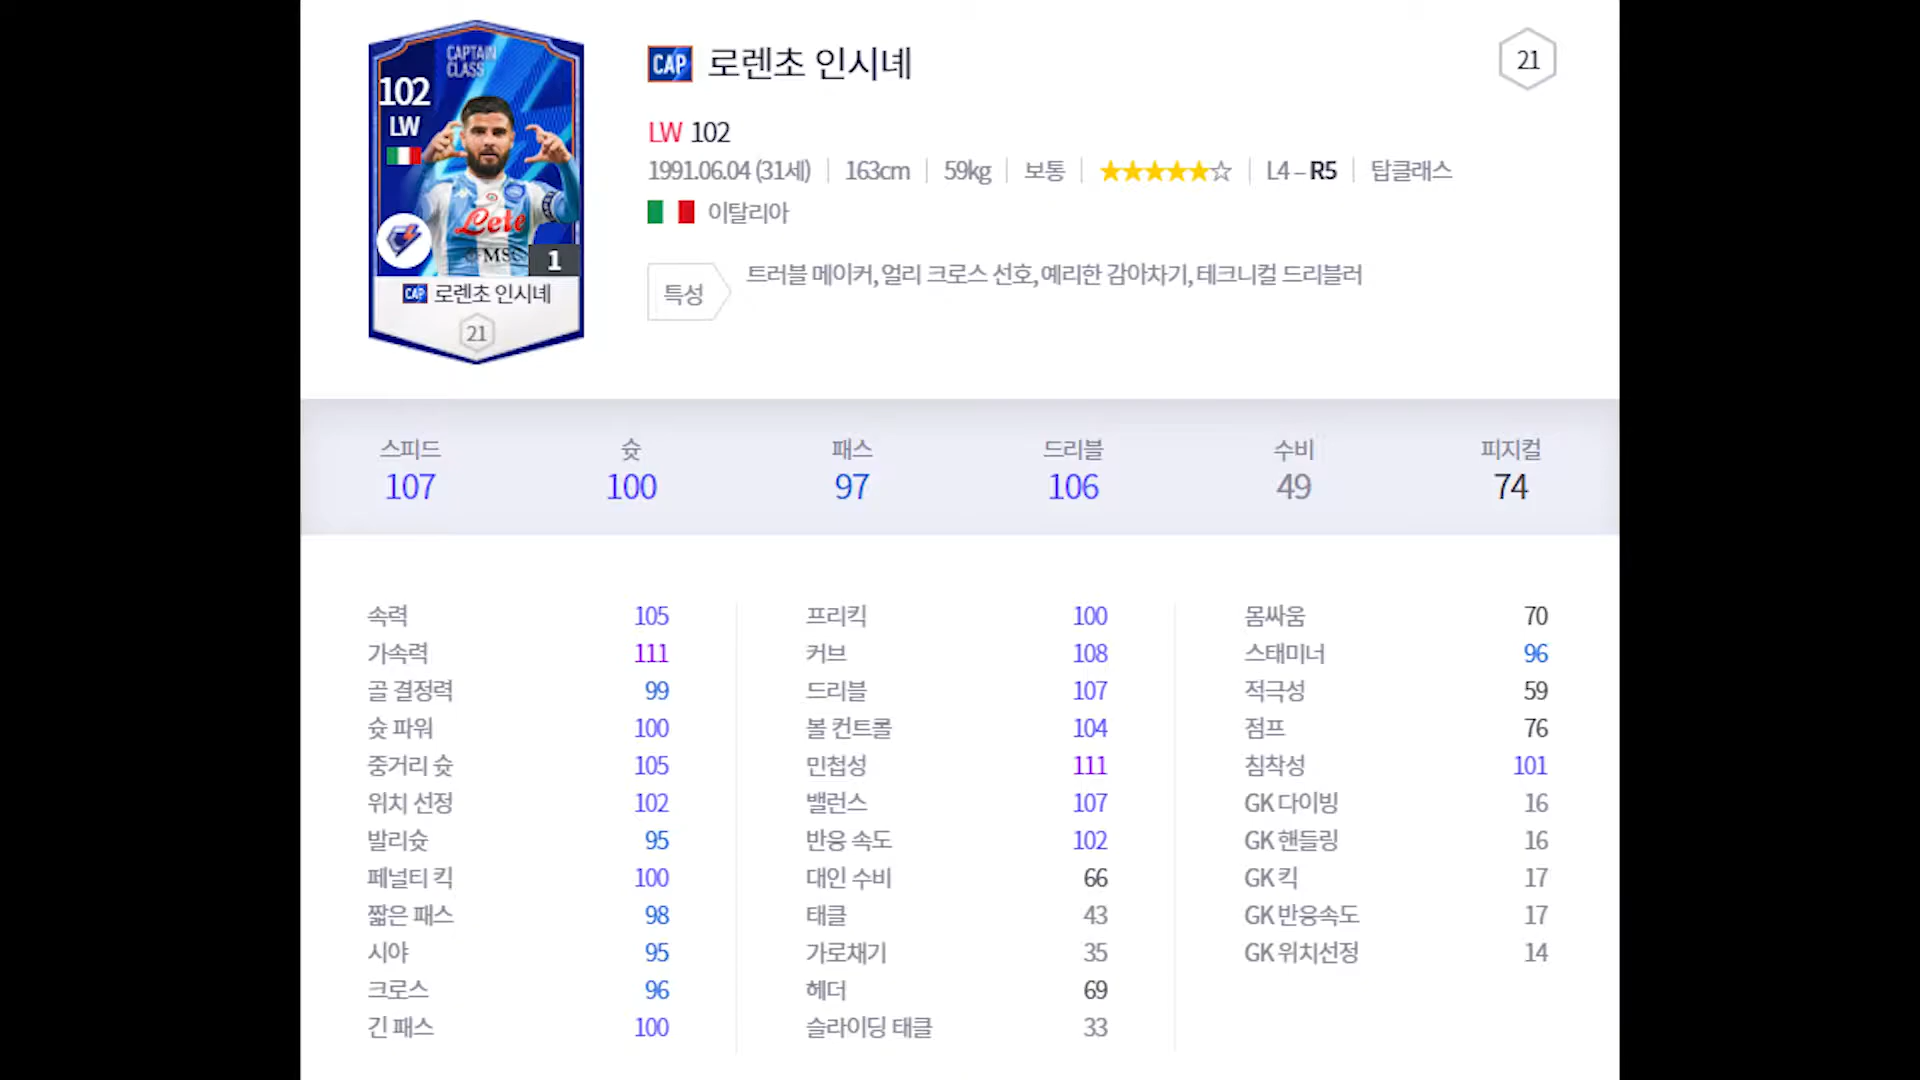 CAPTAIN
CLASS
102
LW
Lete
MSC
1
CAP 로렌초 인시녜
21
CAP 로렌초 인시녜
21
LW 102
1991.06.04 (31세) 163cm 59kg 보통 ★★★★★☆ L4 – R5 탑클래스
이탈리아
특성 트러블 메이커, 얼리 크로스 선호, 예리한 감아차기, 테크니컬 드리블러
스피드 슛 패스 드리블 수비 피지컬
107 100 97 106 49 74
속력 105
가속력 111
골 결정력 99
슛 파워 100
중거리 슛 105
위치 선정 102
발리슛 95
페널티 킥 100
짧은 패스 98
시야 95
크로스 96
긴 패스 100
프리킥 100
커브 108
드리블 107
볼 컨트롤 104
민첩성 111
밸런스 107
반응 속도 102
대인 수비 66
태클 43
가로채기 35
헤더 69
슬라이딩 태클 33
몸싸움 70
스태미너 96
적극성 59
점프 76
침착성 101
GK 다이빙 16
GK 핸들링 16
GK 킥 17
GK 반응속도 17
GK 위치선정 14